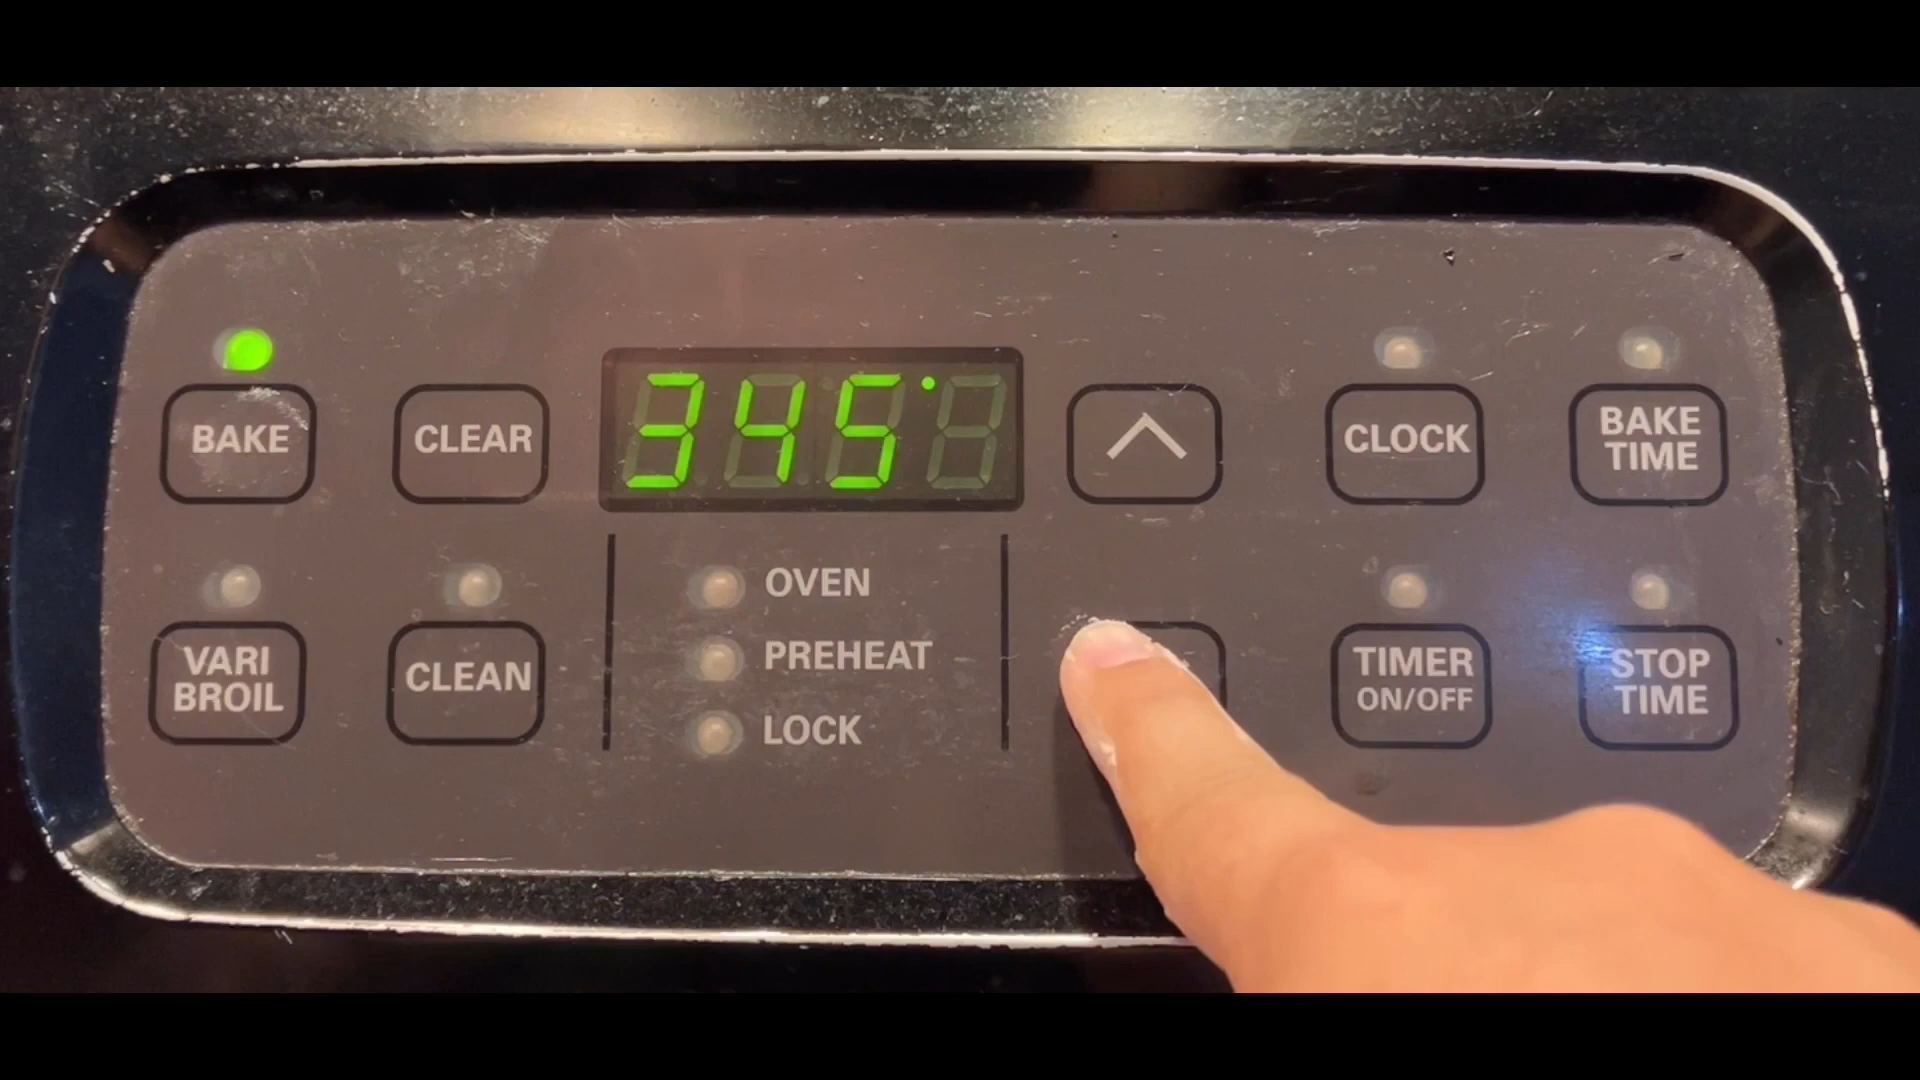 BAKE
CLEAR
345°
CLOCK
BAKE
TIME
VARI
BROIL
CLEAN
OVEN
PREHEAT
LOCK
TIMER
ON/OFF
STOP
TIME